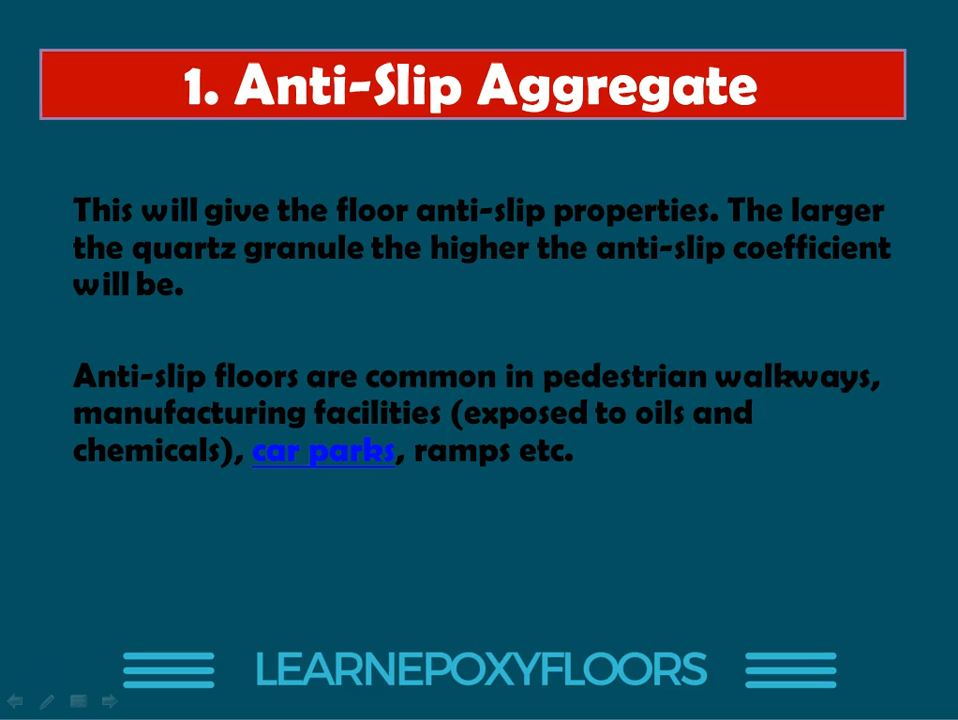 1. Anti-Slip Aggregate
This will give the floor anti-slip properties. The larger
the quartz granule the higher the anti-slip coefficient
will be.
Anti-slip floors are common in pedestrian walkways,
manufacturing facilities (exposed to oils and
chemicals), car parks, ramps etc.
LEARNEPOXYFLOORS